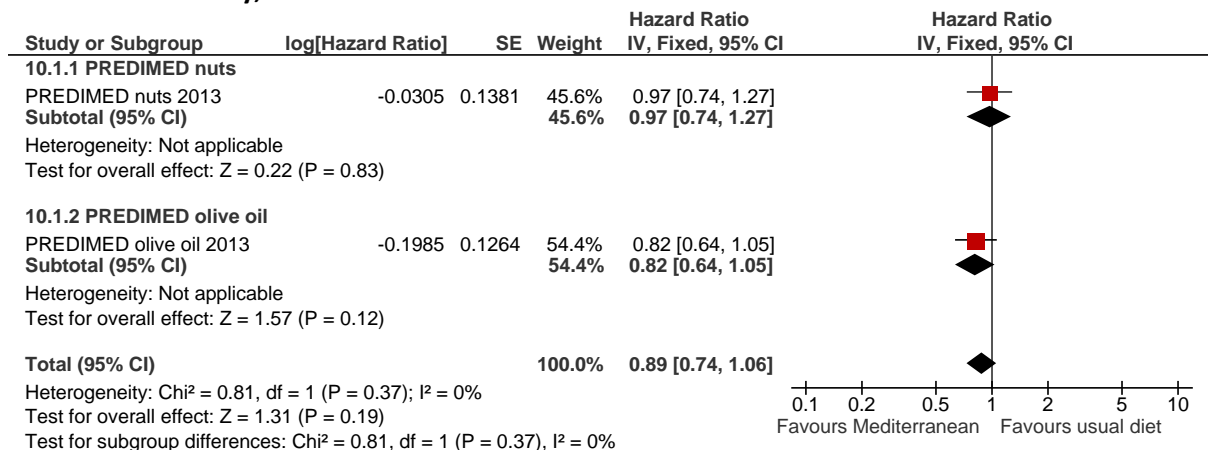 Hazard Ratio Hazard Ratio
Study or Subgroup log[Hazard Ratio] SE Weight IV, Fixed, 95% CI IV, Fixed, 95% CI
10.1.1 PREDIMED nuts
PREDIMED nuts 2013 -0.0305 0.1381 45.6% 0.97 [0.74, 1.27]
Subtotal (95% CI) 45.6% 0.97 [0.74, 1.27]
Heterogeneity: Not applicable
Test for overall effect: Z = 0.22 (P = 0.83)
10.1.2 PREDIMED olive oil
PREDIMED olive oil 2013 -0.1985 0.1264 54.4% 0.82 [0.64, 1.05]
Subtotal (95% CI) 54.4% 0.82 [0.64, 1.05]
Heterogeneity: Not applicable
Test for overall effect: Z = 1.57 (P = 0.12)
Total (95% CI) 100.0% 0.89 [0.74, 1.06]
Heterogeneity: Chi² = 0.81, df = 1 (P = 0.37); I² = 0%
Test for overall effect: Z = 1.31 (P = 0.19)
Test for subgroup differences: Chi² = 0.81, df = 1 (P = 0.37), I² = 0%
0.1 0.2 0.5 1 2 5 10
Favours Mediterranean Favours usual diet